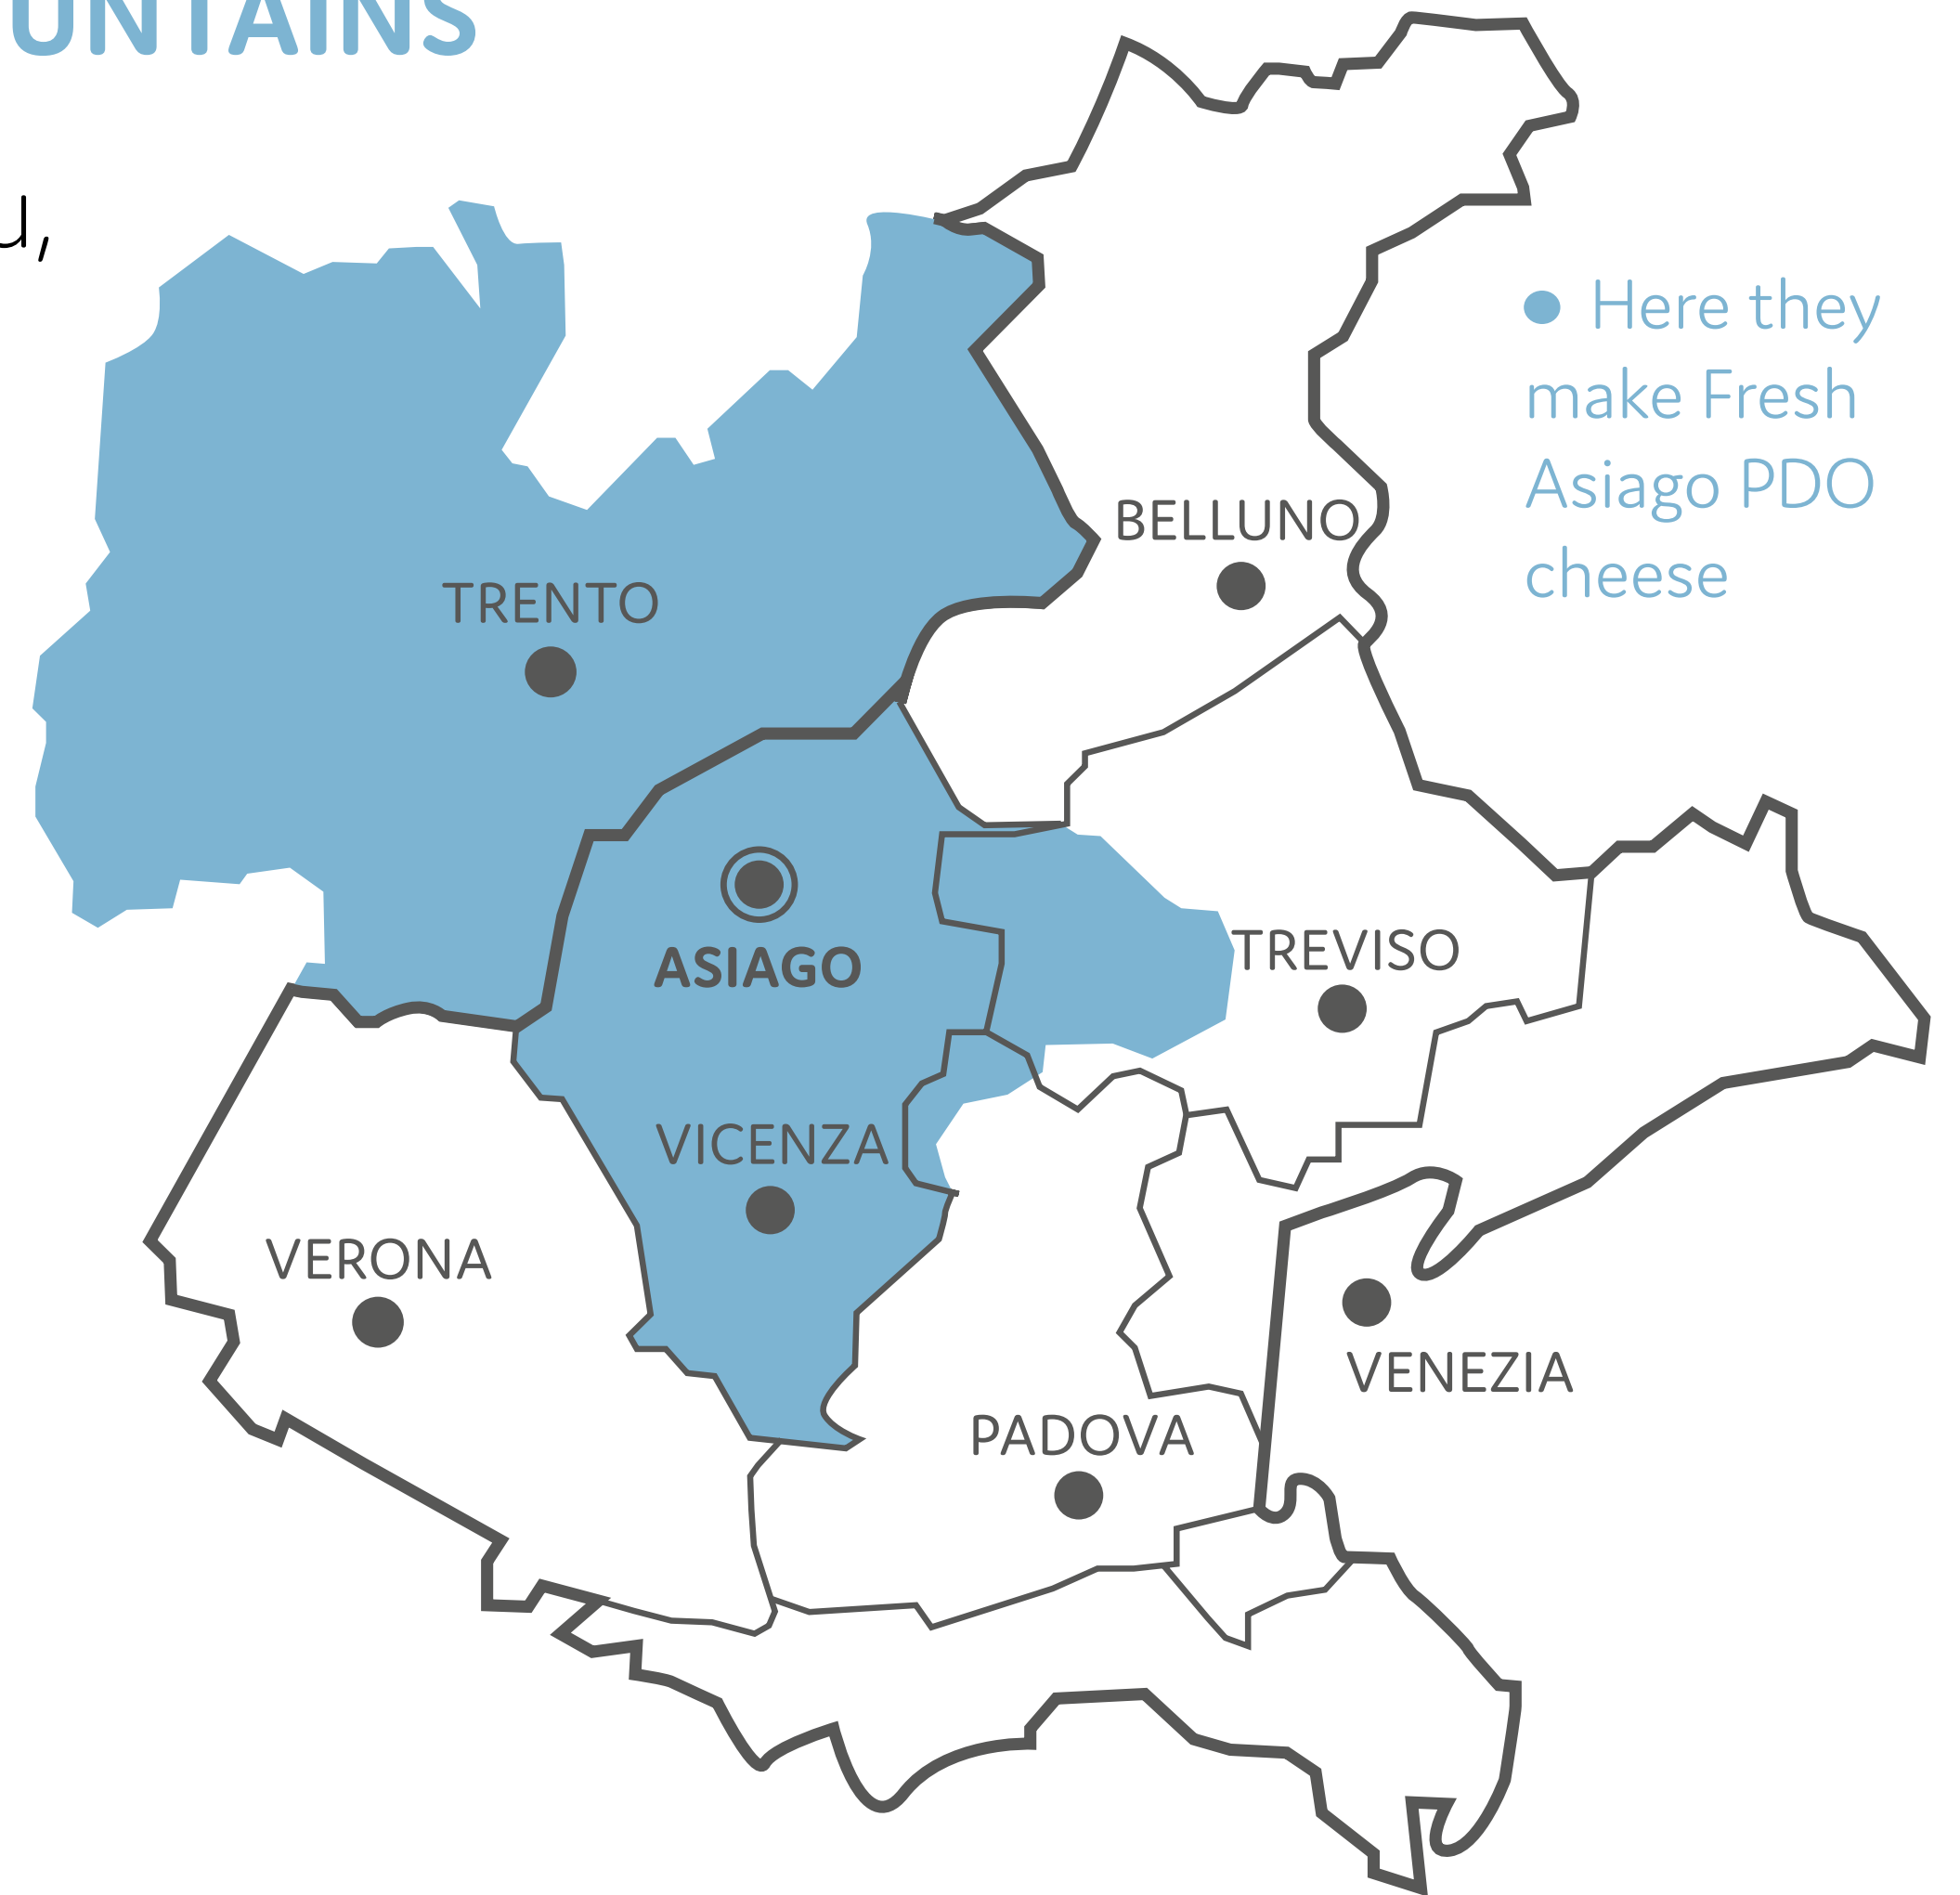 UNTAINS
u,
Here they
make Fresh
Asiago PDO
cheese
BELLUNO
TRENTO
TREVISO
ASIAGO
VICENZA
VERONA
VENEZIA
PADOVA